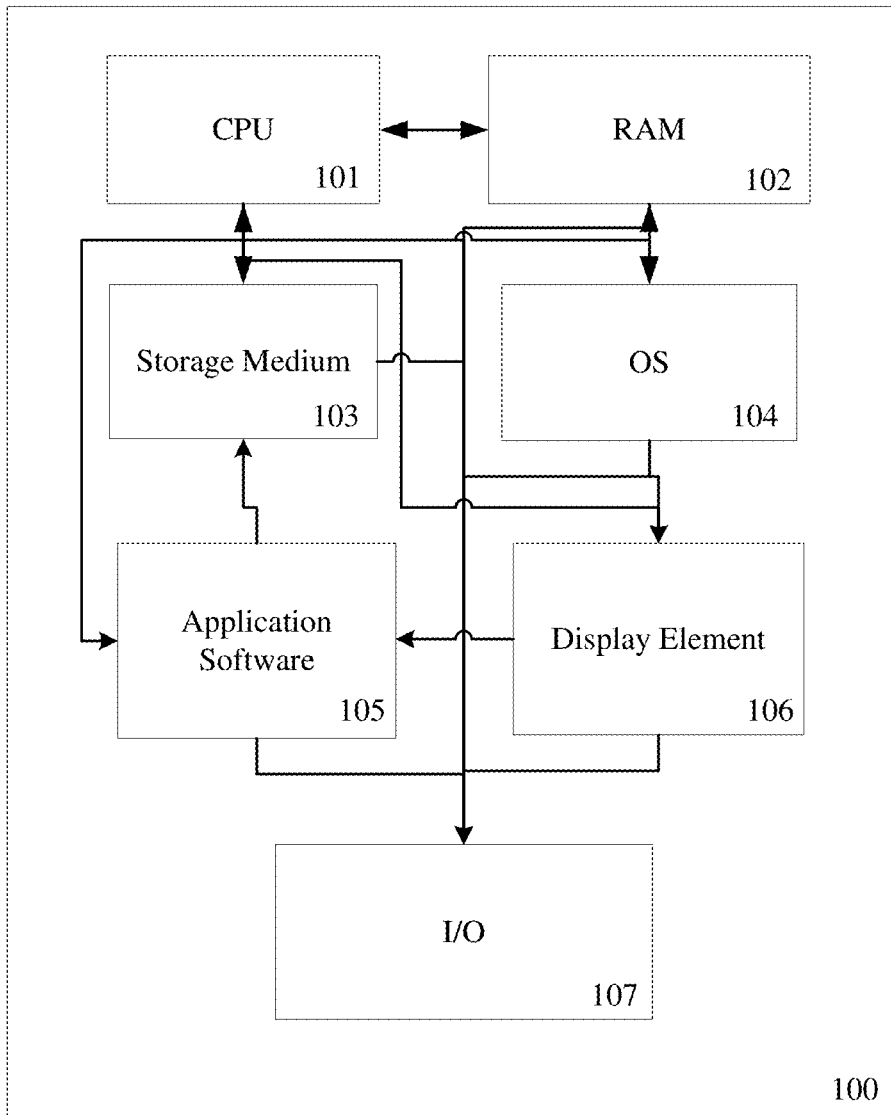 CPU
101
RAM
102
Storage Medium
103
OS
104
Application
Software
105
Display Element
106
I/O
107
100